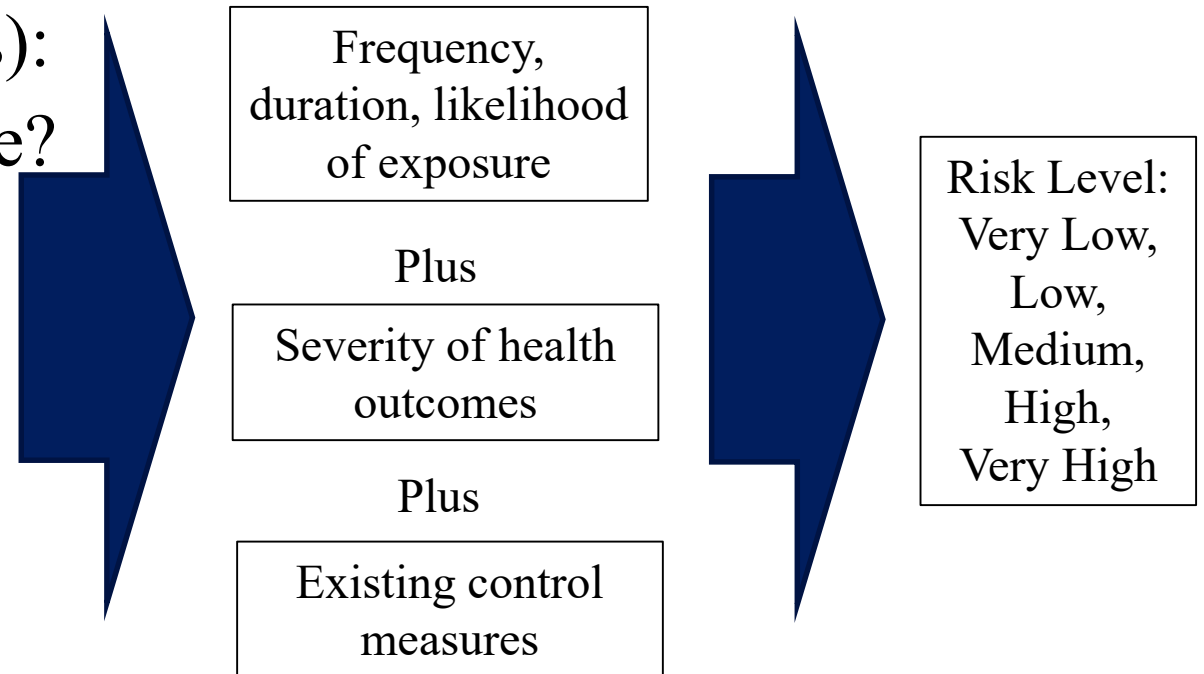 ):
e?
Frequency,
duration, likelihood
of exposure
Plus
Severity of health
outcomes
Plus
Existing control
measures
Risk Level:
Very Low,
Low,
Medium,
High,
Very High